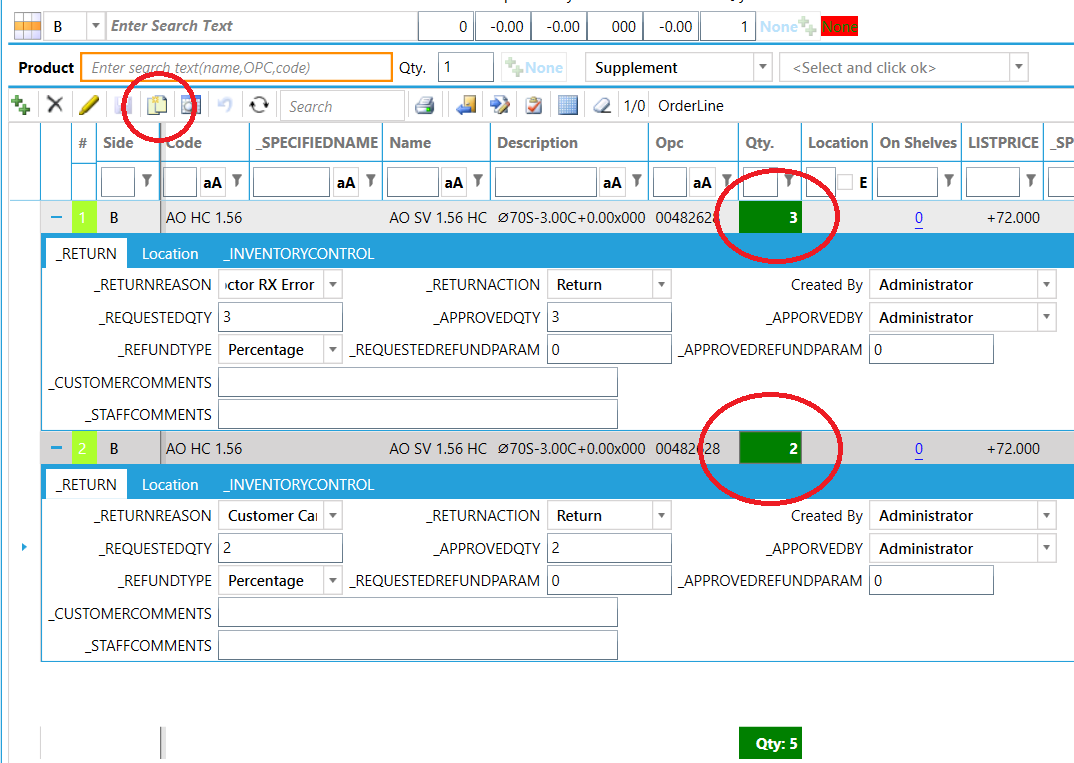 B Enter Search Text 0 -0.00 -0.00 000 -0.00 1 None None
Product Enter search text(name,OPC,code) Qty. 1 None Supplement <Select and click ok>
Search 1/0 OrderLine
# Side Code _SPECIFIEDNAME Name Description Opc Qty. Location On Shelves LISTPRICE _SP
aA aA aA aA aA E
1 B AO HC 1.56 AO SV 1.56 HC Ø70S-3.00C+0.00x000 00482628 3 0 +72.000
_RETURN Location _INVENTORYCONTROL
_RETURNREASON ctor RX Error _RETURNACTION Return Created By Administrator
_REQUESTEDQTY 3 _APPROVEDQTY 3 _APPORVEDBY Administrator
_REFUNDTYPE Percentage _REQUESTEDREFUNDPARAM 0 _APPROVEDREFUNDPARAM 0
_CUSTOMERCOMMENTS
_STAFFCOMMENTS
2 B AO HC 1.56 AO SV 1.56 HC Ø70S-3.00C+0.00x000 00482628 2 0 +72.000
_RETURN Location _INVENTORYCONTROL
_RETURNREASON Customer Car _RETURNACTION Return Created By Administrator
_REQUESTEDQTY 2 _APPROVEDQTY 2 _APPORVEDBY Administrator
_REFUNDTYPE Percentage _REQUESTEDREFUNDPARAM 0 _APPROVEDREFUNDPARAM 0
_CUSTOMERCOMMENTS
_STAFFCOMMENTS
Qty: 5